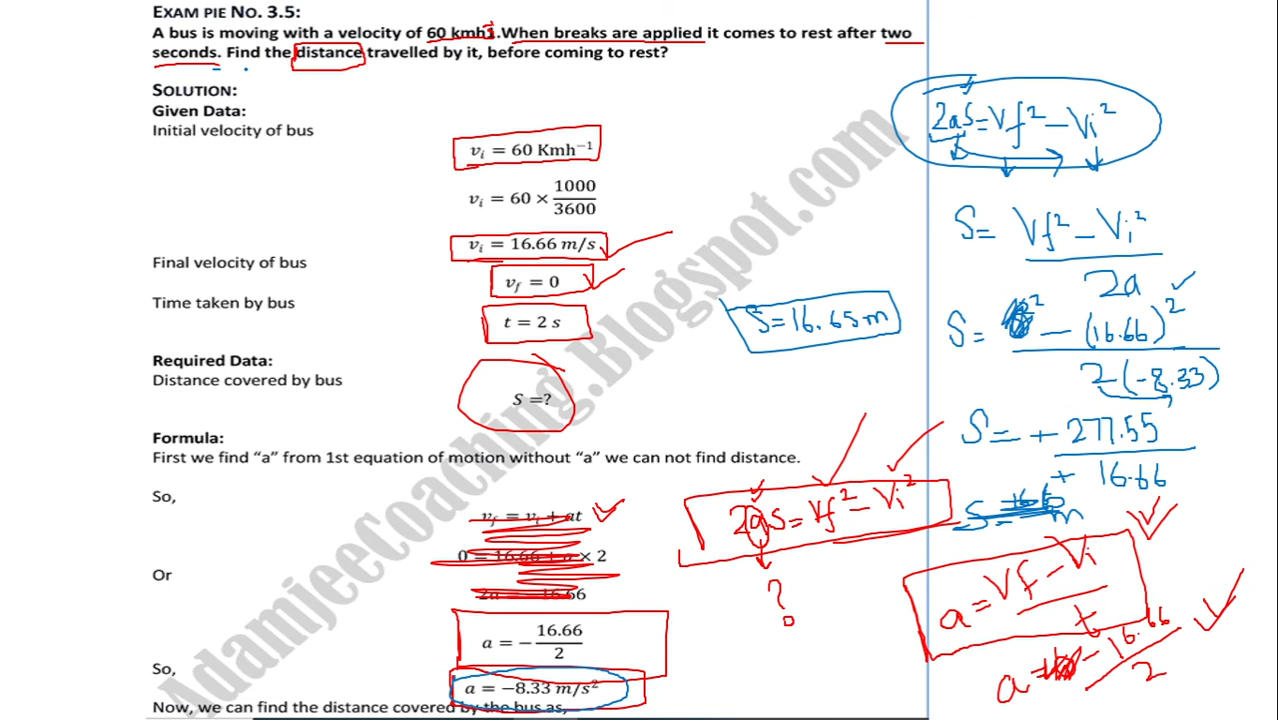 EXAM PIE NO. 3.5:
A bus is moving with a velocity of 60 kmh-1.When breaks are applied it comes to rest after two
seconds. Find the distance travelled by it, before coming to rest?
SOLUTION:
Given Data:
Initial velocity of bus
vᵢ = 60 Kmh⁻¹
vᵢ = 60 × 1000/3600
vᵢ = 16.66 m/s
Final velocity of bus
v_f = 0
Time taken by bus
t = 2 s
Required Data:
Distance covered by bus
S =?
Formula:
First we find “a” from 1st equation of motion without “a” we can not find distance.
So,
v_f = vᵢ + at
0 = 16.66 + a × 2
Or
2a = -16.66
a = − 16.66/2
So,
a = −8.33 m/s²
Now, we can find the distance covered by the bus as,
2aS = Vf² − Vi²
S = Vf² − Vi² / 2a
S = − (16.66)² / 2(-8.33)
S = + 277.55 / + 16.66
S = m
S = 16.65 m
2aS = Vf² − Vi²
?
a = Vf − Vi / t
a = − 16.66 / 2
AdamjeeCoaching.Blogspot.com